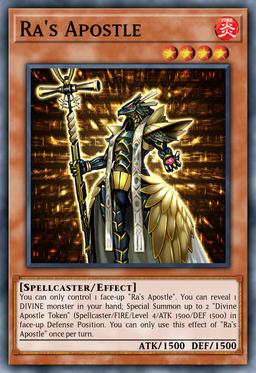 Ra's Apostle
FIRE
炎
[Spellcaster/Effect]
You can only control 1 face-up "Ra's Apostle". You can reveal 1
DIVINE monster in your hand; Special Summon up to 2 "Divine
Apostle Token" (Spellcaster/FIRE/Level 4/ATK 1500/DEF 1500) in
face-up Defense Position. You can only use this effect of "Ra's
Apostle" once per turn.
ATK/1500 DEF/1500